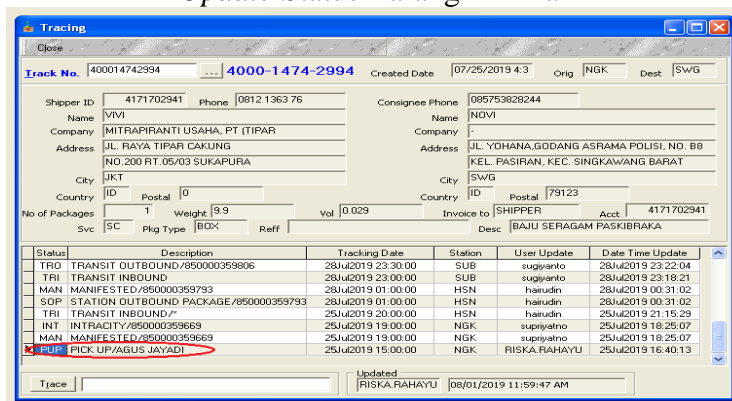 Tracing
Close
Track No. 400014742994 ... 4000-1474-2994 Created Date 07/25/2019 4:3 Orig NGK Dest SWG
Shipper ID 4171702941 Phone 0812 1363 76 Consignee Phone 085753828244
Name VIVI Name NOVI
Company MITRAPIRANTI USAHA, PT (TIPAR Company -
Address JL. RAYA TIPAR CAKUNG Address JL. YOHANA,GODANG ASRAMA POLISI, NO. B8
NO.200 RT.05/03 SUKAPURA KEL. PASIRAN, KEC. SINGKAWANG BARAT
City JKT City SWG
Country ID Postal 0 Country ID Postal 79123
No of Packages 1 Weight 9.9 Vol 0.029 Invoice to SHIPPER Acct 4171702941
Svc SC Pkg Type BOX Reff Desc BAJU SERAGAM PASKIBRAKA
Status Description Tracking Date Station User Update Date Time Update
TRO TRANSIT OUTBOUND/850000359806 28Jul2019 23:30:00 SUB sugiyanto 28Jul2019 23:22:04
TRI TRANSIT INBOUND 28Jul2019 23:00:00 SUB sugiyanto 28Jul2019 23:18:21
MAN MANIFESTED/850000359793 28Jul2019 01:00:00 HSN hairudin 28Jul2019 00:31:02
SOP STATION OUTBOUND PACKAGE/850000359793 28Jul2019 01:00:00 HSN hairudin 28Jul2019 00:31:02
TRI TRANSIT INBOUND/* 25Jul2019 20:00:00 HSN hairudin 25Jul2019 21:15:29
INT INTRACITY/850000359669 25Jul2019 19:00:00 NGK supriyatno 25Jul2019 18:25:07
MAN MANIFESTED/850000359669 25Jul2019 19:00:00 NGK supriyatno 25Jul2019 18:25:07
PUP PICK UP/AGUS JAYADI 25Jul2019 15:00:00 NGK RISKA.RAHAYU 25Jul2019 16:40:13
Trace
Updated
RISKA.RAHAYU 08/01/2019 11:59:47 AM